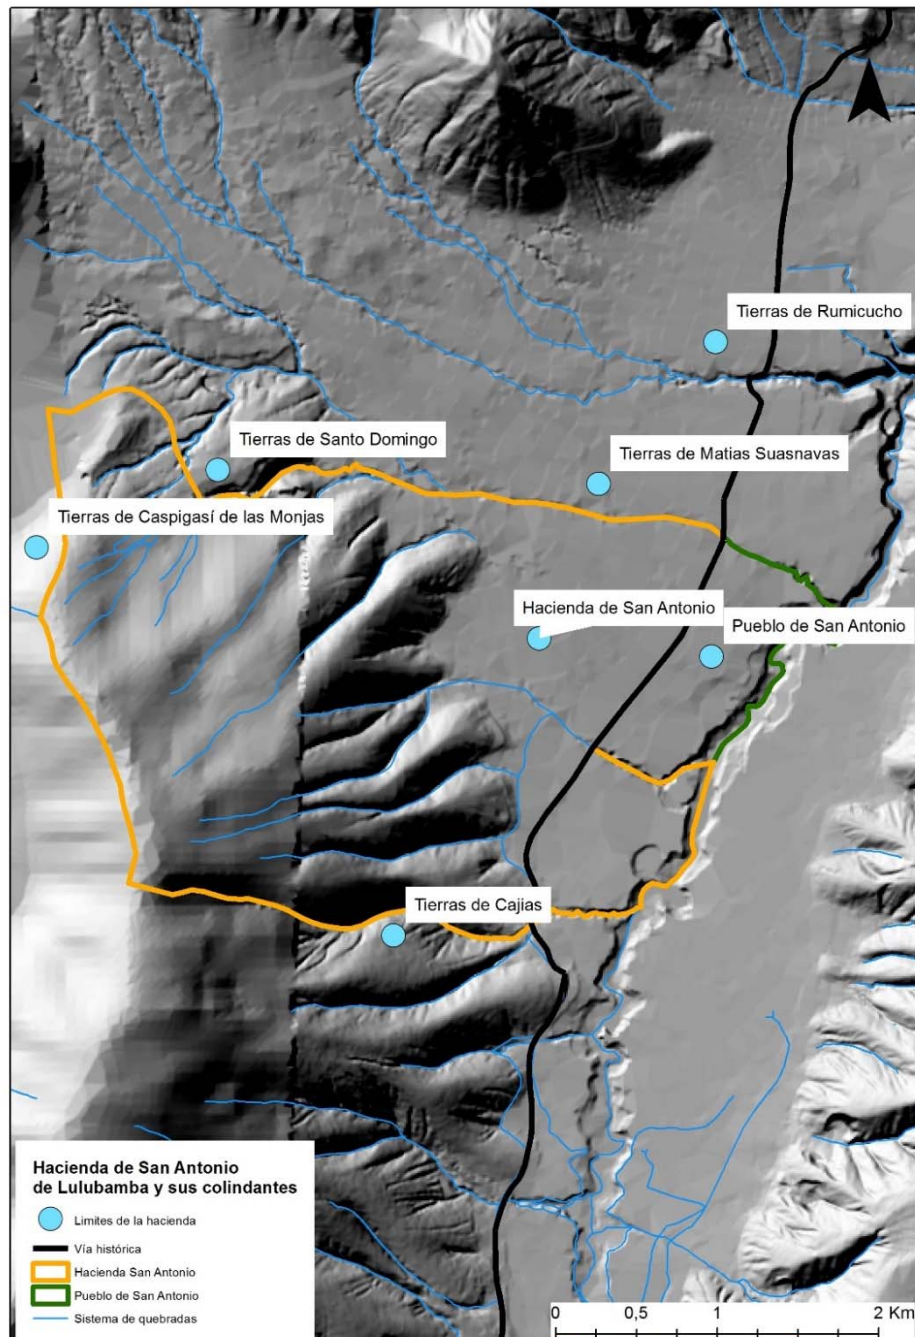 Tierras de Rumicucho
Tierras de Santo Domingo
Tierras de Matias Suasnavas
Tierras de Caspigasí de las Monjas
Hacienda de San Antonio
Pueblo de San Antonio
Tierras de Cajias
Hacienda de San Antonio
de Lulubamba y sus colindantes
Limites de la hacienda
Vía histórica
Hacienda San Antonio
Pueblo de San Antonio
Sistema de quebradas
0 0,5 1 2 Km